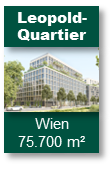 Leopold-
Quartier
Wien
75.700 m²